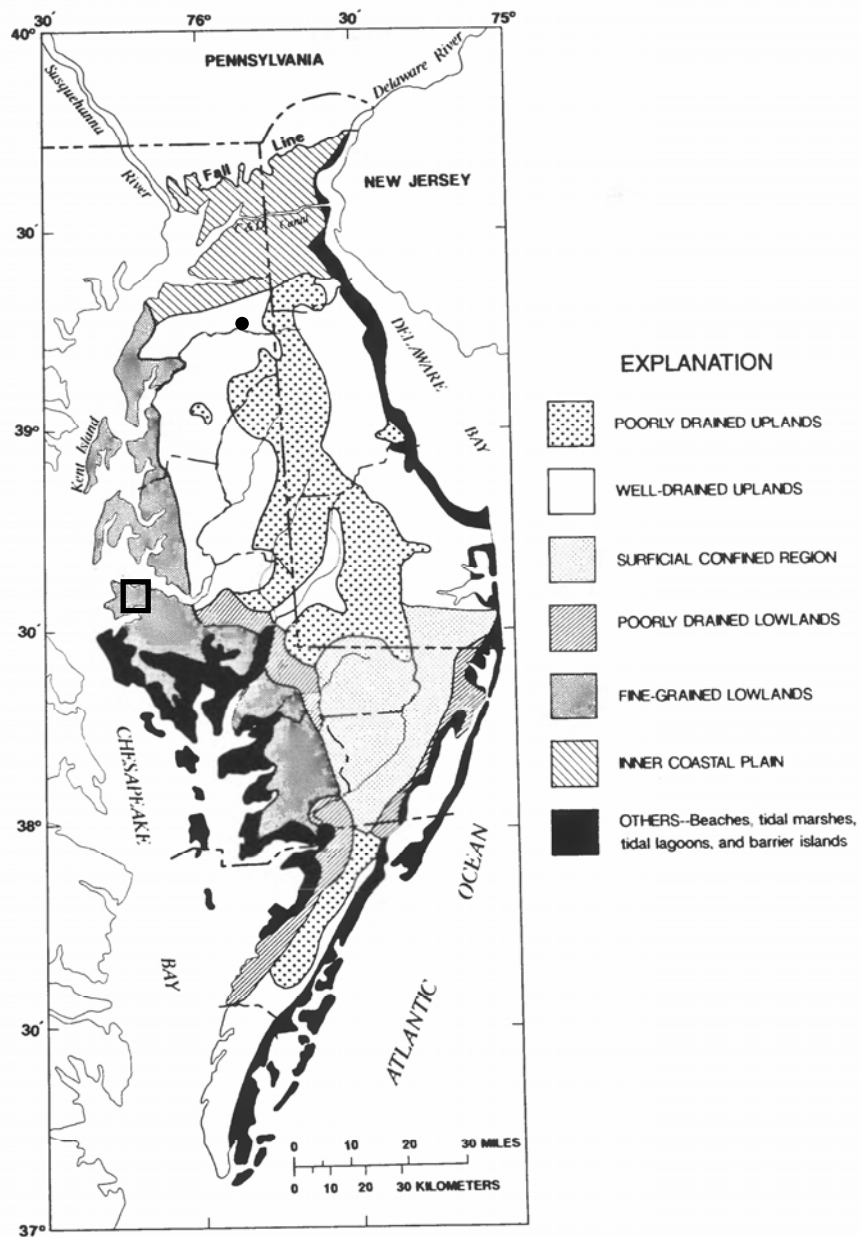 30´
76°
30´
75°
40°
PENNSYLVANIA
Susquehunna
River
Delaware River
Fall Line
NEW JERSEY
30´
C & D Canal
DELAWARE
BAY
39°
Kent Island
30´
CHESAPEAKE
BAY
38°
OCEAN
ATLANTIC
30´
37°
0 10 20 30 MILES
0 10 20 30 KILOMETERS
EXPLANATION
POORLY DRAINED UPLANDS
WELL-DRAINED UPLANDS
SURFICIAL CONFINED REGION
POORLY DRAINED LOWLANDS
FINE-GRAINED LOWLANDS
INNER COASTAL PLAIN
OTHERS--Beaches, tidal marshes,
tidal lagoons, and barrier islands